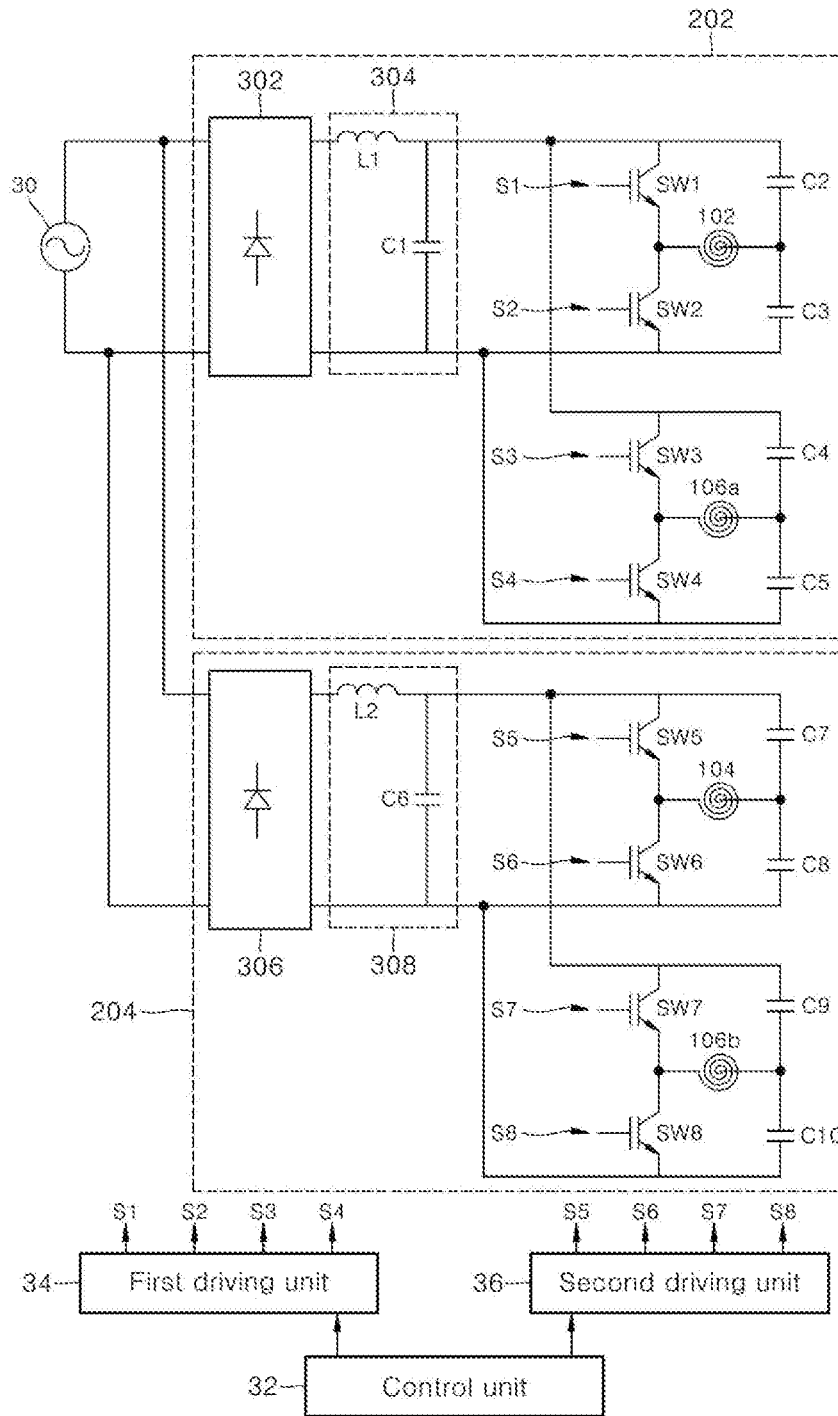 202
302
304
L1
S1
SW1
C2
30
102
C1
S2
SW2
C3
S3
SW3
C4
106a
S4
SW4
C5
L2
S5
SW5
C7
104
C6
S6
SW6
C8
306
308
204
S7
SW7
C9
106b
S8
SW8
C10
S1 S2 S3 S4 S5 S6 S7 S8
34 First driving unit 36 Second driving unit
32 Control unit